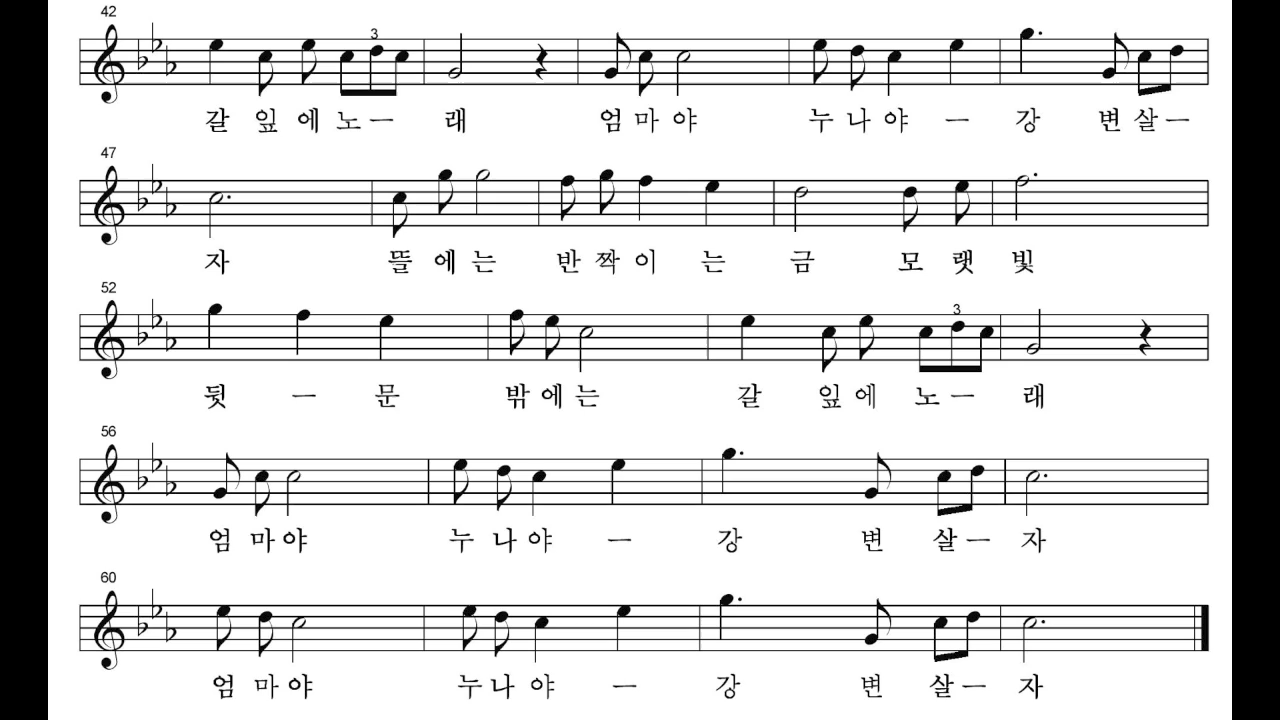 42
3
갈 잎 에 노 ㅡ 래 엄 마 야 누 나 야 ㅡ 강 변 살 ㅡ
47
자 뜰 에 는 반 짝 이 는 금 모 랫 빛
52
3
뒷 ㅡ 문 밖 에 는 갈 잎 에 노 ㅡ 래
56
엄 마 야 누 나 야 ㅡ 강 변 살 ㅡ 자
60
엄 마 야 누 나 야 ㅡ 강 변 살 ㅡ 자